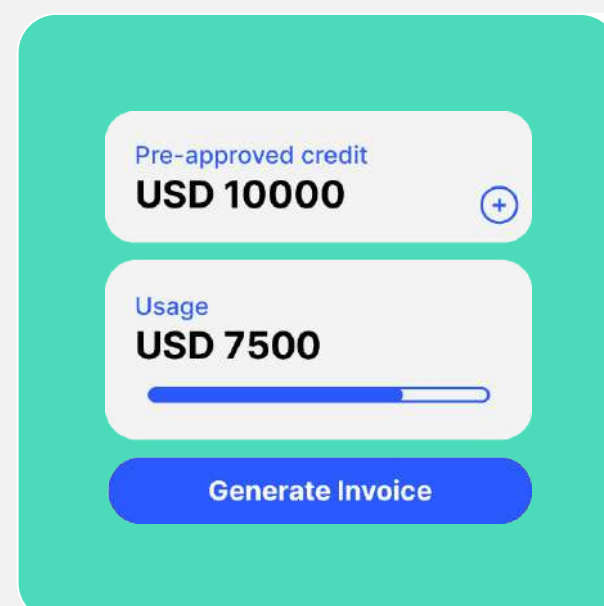 Pre-approved credit
USD 10000
Usage
USD 7500
Generate Invoice